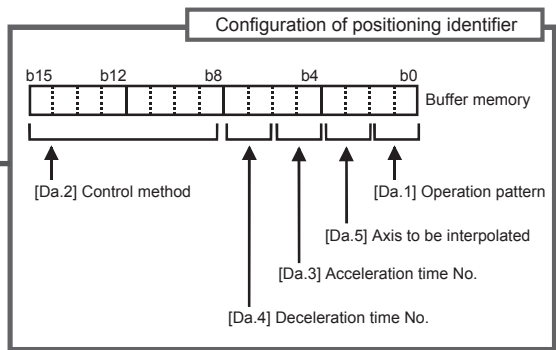 Configuration of positioning identifier
b15 b12 b8 b4 b0
Buffer memory
[Da.2] Control method
[Da.1] Operation pattern
[Da.5] Axis to be interpolated
[Da.3] Acceleration time No.
[Da.4] Deceleration time No.